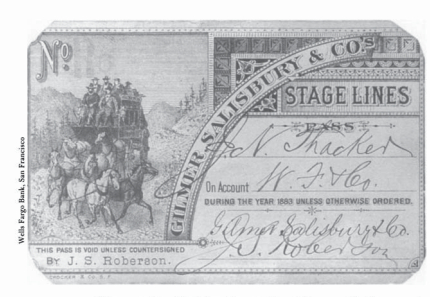 Wells Fargo Bank, San Francisco
No
GILMER, SALISBURY & CO'S
STAGE LINES
PASS
J. N. Thacker
On Account W. F. & Co.
DURING THE YEAR 1883 UNLESS OTHERWISE ORDERED.
Gilmer Salisbury & Co.
J. S. Roberson
THIS PASS IS VOID UNLESS COUNTERSIGNED
BY J. S. Roberson.